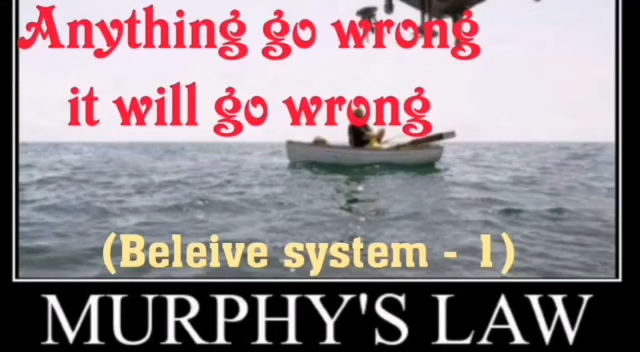 Anything go wrong
it will go wrong
(Beleive system - 1)
MURPHY'S LAW